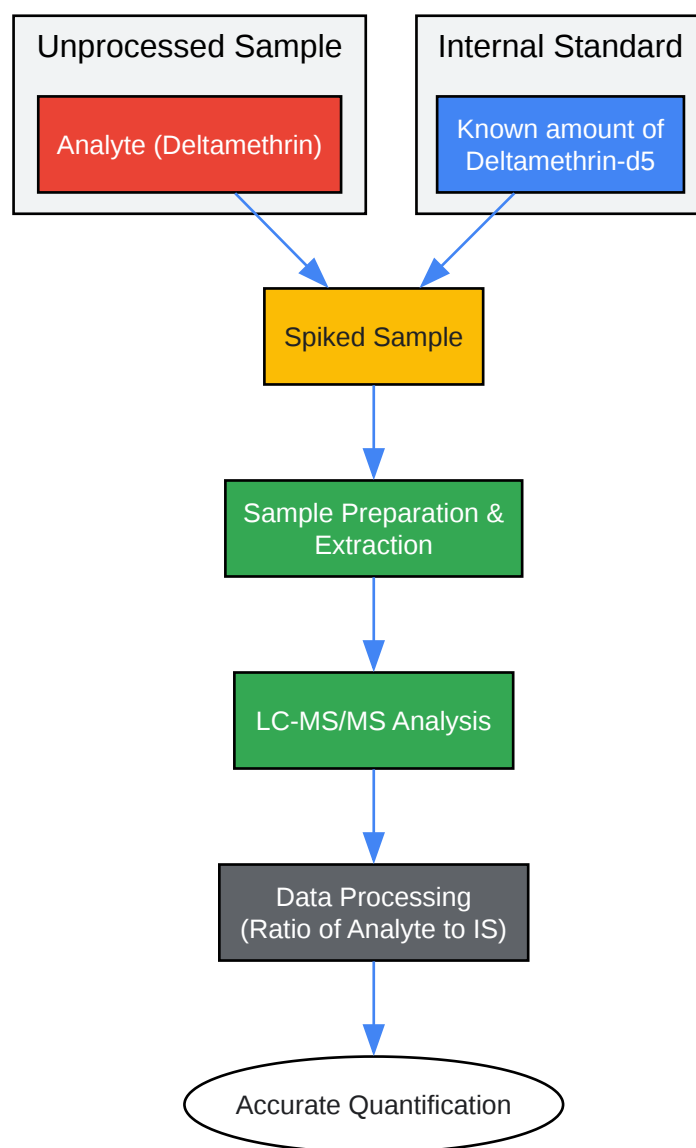 Unprocessed Sample
Internal Standard
Analyte (Deltamethrin)
Known amount of
Deltamethrin-d5
Spiked Sample
Sample Preparation &
Extraction
LC-MS/MS Analysis
Data Processing
(Ratio of Analyte to IS)
Accurate Quantification